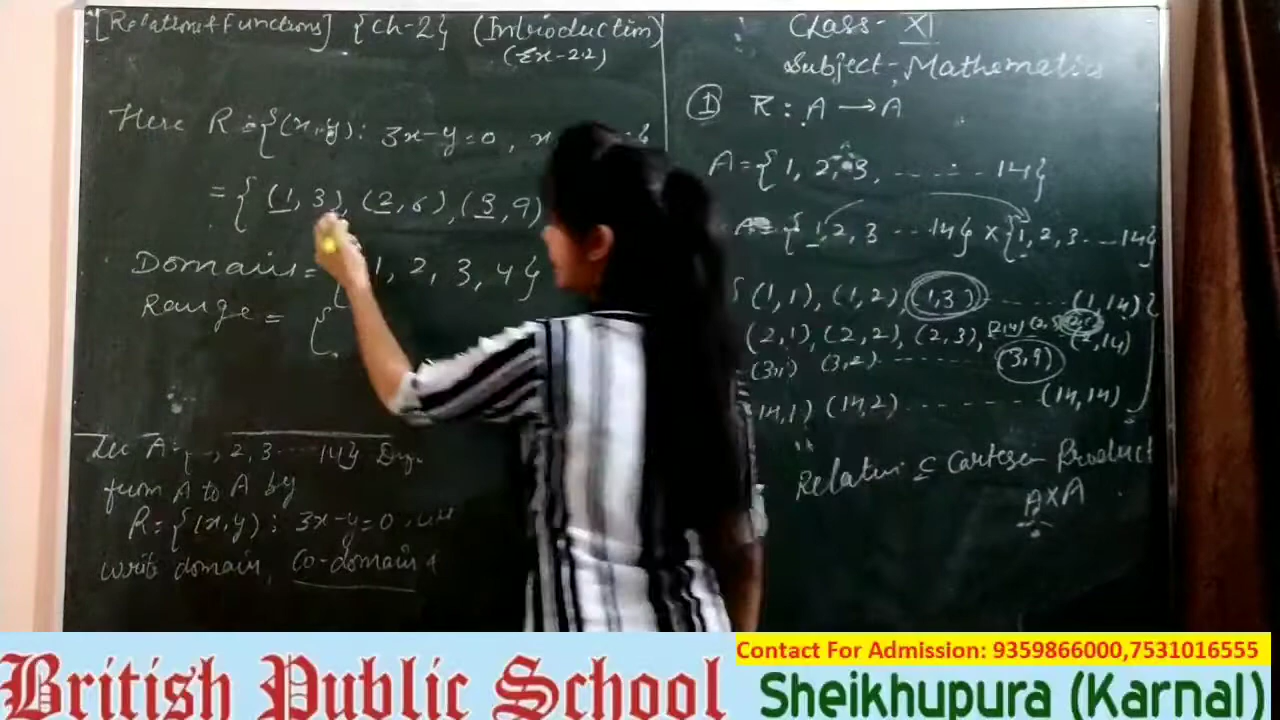 [Relation & Functions] {Ch-2} (Introduction)
(Ex-2.2)
Here R = {(x,y): 3x-y=0, x
= { (1,3), (2,6), (3,9)
Domain = 1, 2, 3, 4}
Range = {
Let A = {1, 2, 3 ... 14}
from A to A by
R = {(x,y) : 3x-y=0,
write domain, Co-domain
Class- XI
Subject-Mathematics
① R : A → A
A = {1, 2, 3, ....... 14}
{1, 2, 3 ... 14} × {1, 2, 3 ... 14}
{ (1,1), (1,2), (1,3) ....... (1,14)
(2,1), (2,2), (2,3), (2,4) (2,14)
(3,1) (3,2) ....... (3,9)
(14,1) (14,2) ....... (14,14) }
Relation ⊆ Cartesen Product
A×A
Contact For Admission: 9359866000,7531016555
British Public School Sheikhupura (Karnal)